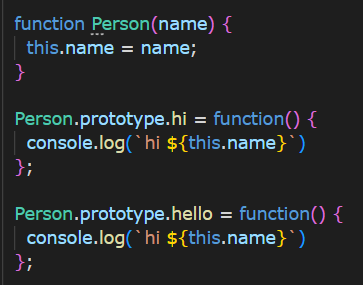 function Person(name) {
  this.name = name;
}

Person.prototype.hi = function() {
  console.log(`hi ${this.name}`)
};

Person.prototype.hello = function() {
  console.log(`hi ${this.name}`)
};